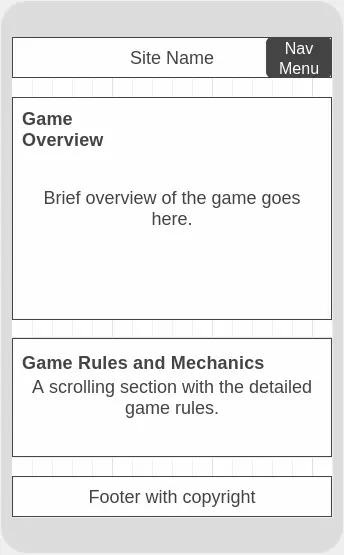 Site Name
Nav
Menu
Game
Overview
Brief overview of the game goes
here.
Game Rules and Mechanics
A scrolling section with the detailed
game rules.
Footer with copyright